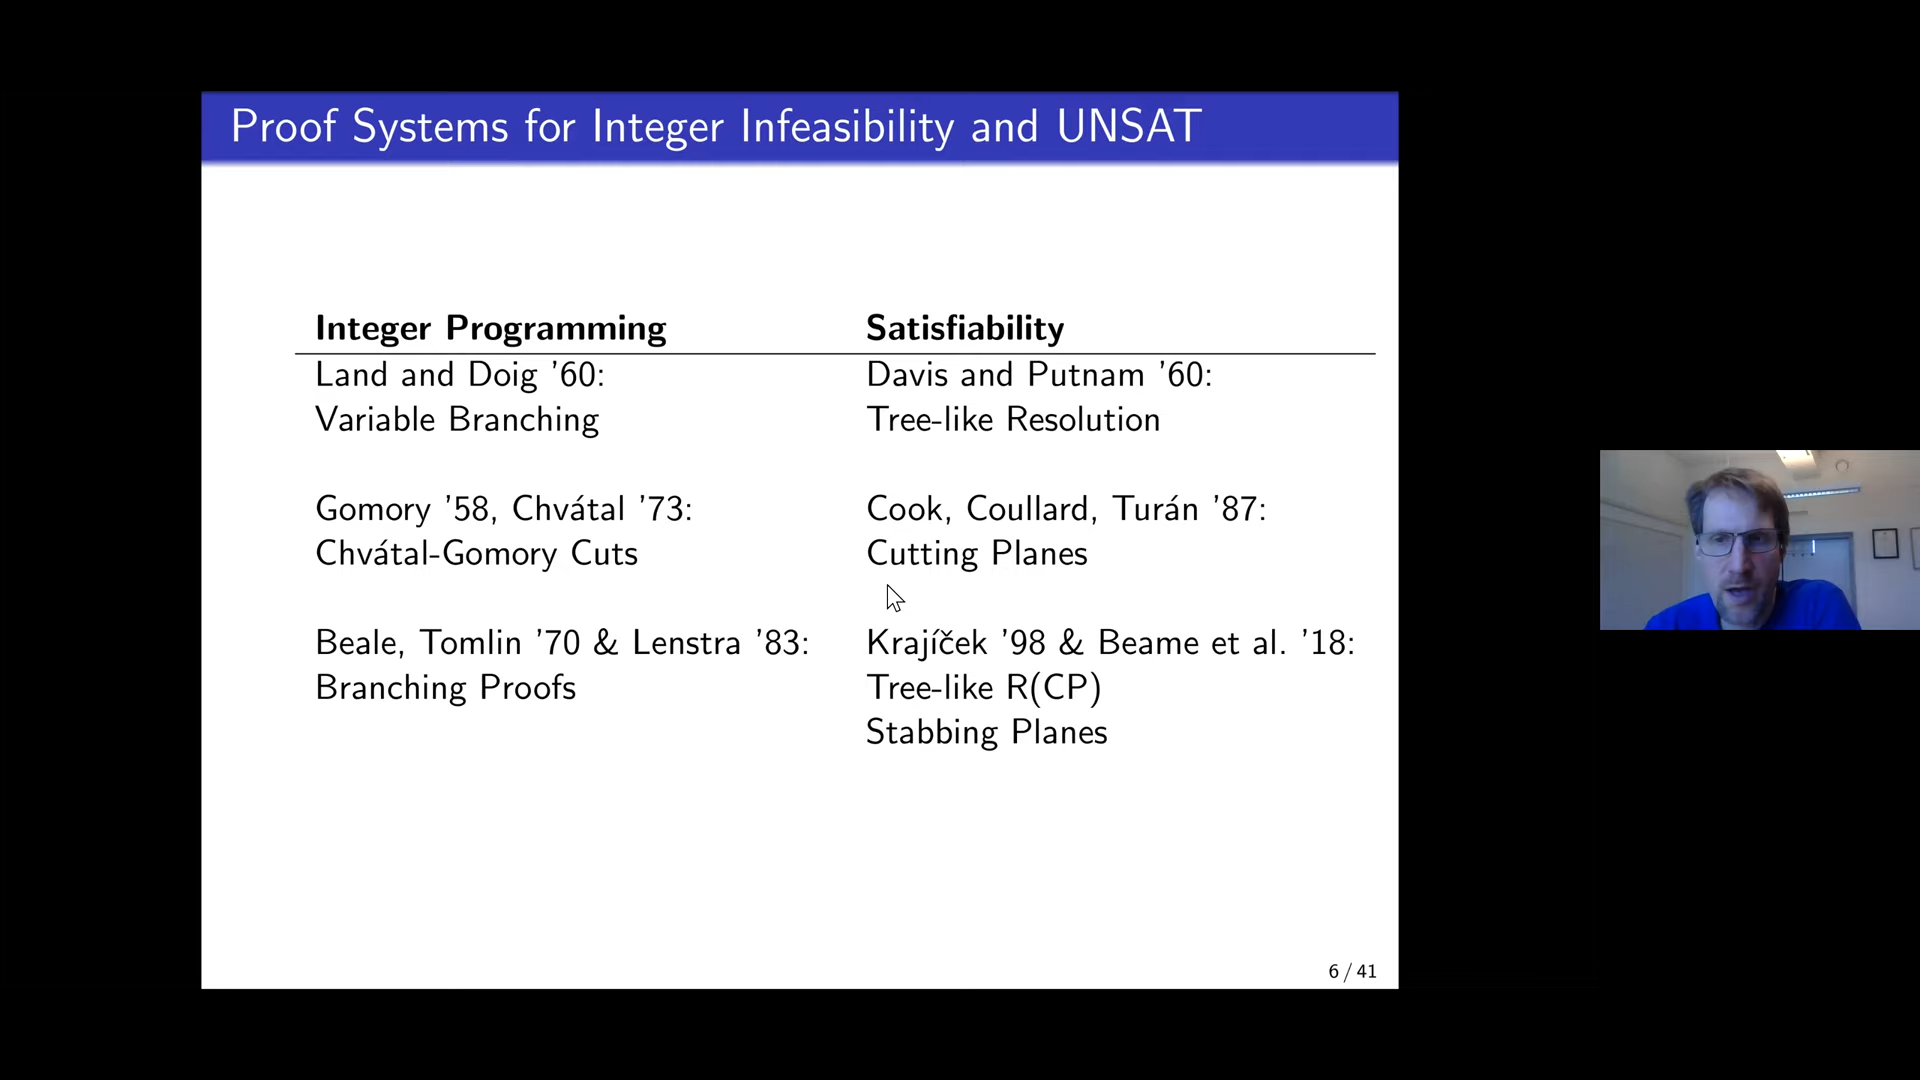 Proof Systems for Integer Infeasibility and UNSAT
Integer Programming Satisfiability
Land and Doig ’60: Davis and Putnam ’60:
Variable Branching Tree-like Resolution
Gomory ’58, Chvátal ’73: Cook, Coullard, Turán ’87:
Chvátal-Gomory Cuts Cutting Planes
Beale, Tomlin ’70 & Lenstra ’83: Krajíček ’98 & Beame et al. ’18:
Branching Proofs Tree-like R(CP)
Stabbing Planes
6 / 41